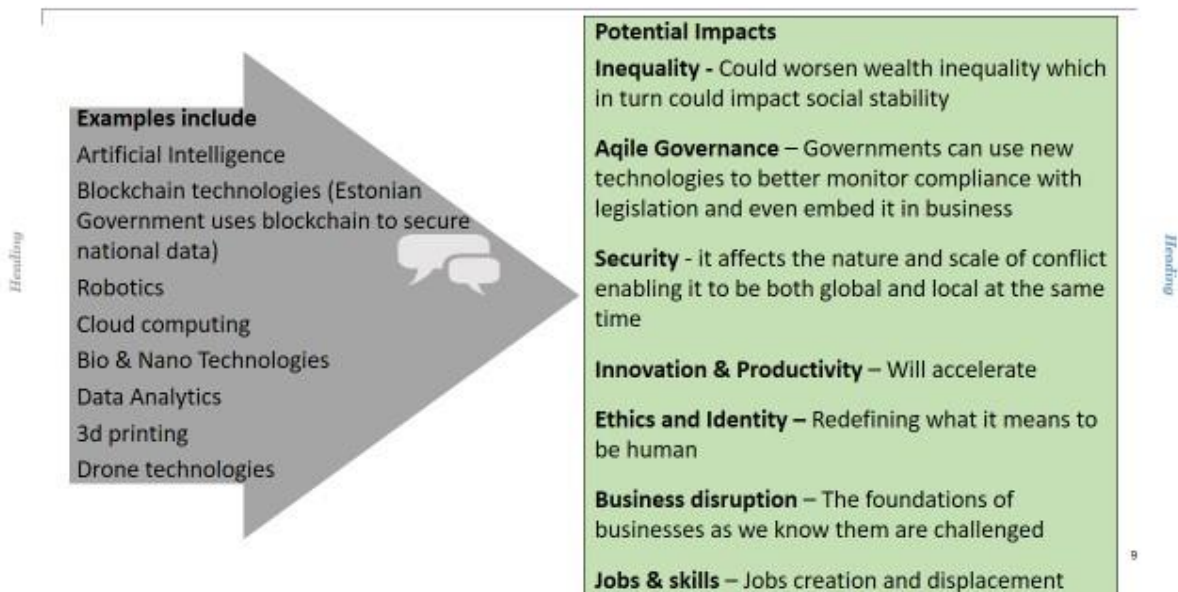 Heading
Examples include
Artificial Intelligence
Blockchain technologies (Estonian
Government uses blockchain to secure
national data)
Robotics
Cloud computing
Bio & Nano Technologies
Data Analytics
3d printing
Drone technologies
Potential Impacts
Inequality - Could worsen wealth inequality which
in turn could impact social stability
Aqile Governance – Governments can use new
technologies to better monitor compliance with
legislation and even embed it in business
Security - it affects the nature and scale of conflict
enabling it to be both global and local at the same
time
Innovation & Productivity – Will accelerate
Ethics and Identity – Redefining what it means to
be human
Business disruption – The foundations of
businesses as we know them are challenged
Jobs & skills – Jobs creation and displacement
Heading
9